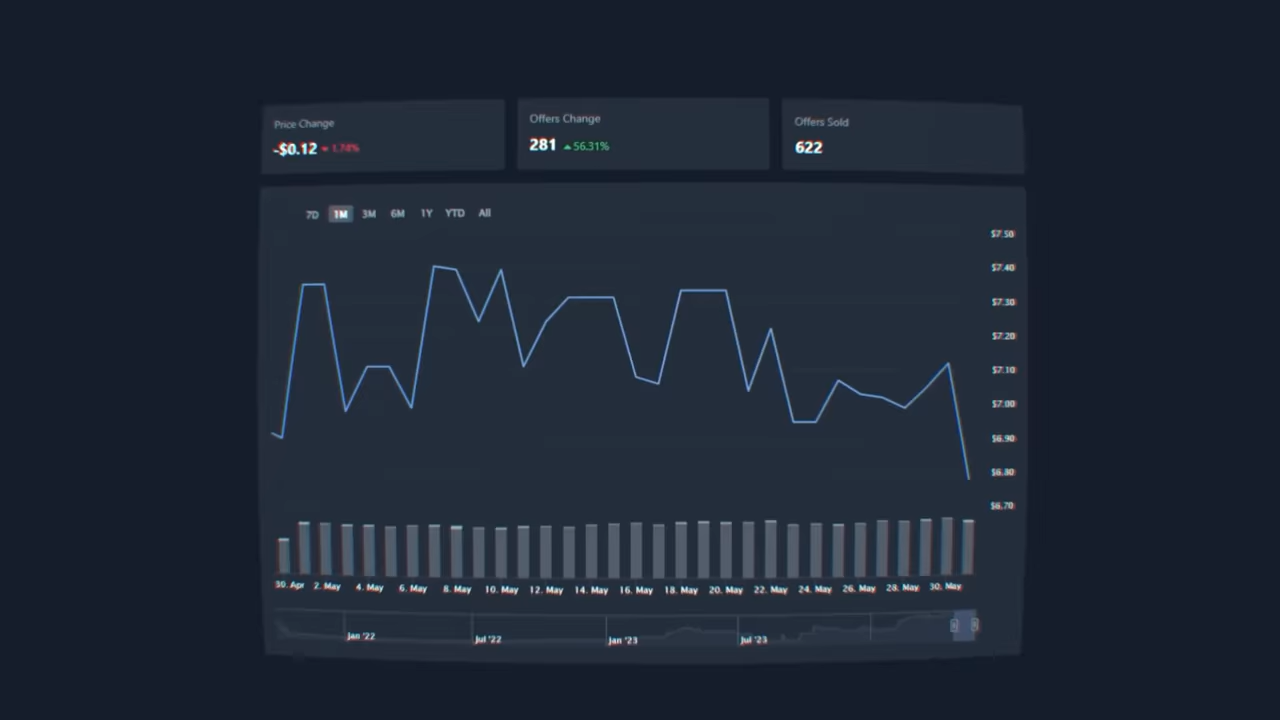 Price Change
-$0.12 1.74%
Offers Change
281 56.31%
Offers Sold
622
7D 1M 3M 6M 1Y YTD All
$7.50
$7.40
$7.30
$7.20
$7.10
$7.00
$6.90
$6.80
$6.70
30. Apr 2. May 4. May 6. May 8. May 10. May 12. May 14. May 16. May 18. May 20. May 22. May 24. May 26. May 28. May 30. May
Jan '22 Jul '22 Jan '23 Jul '23